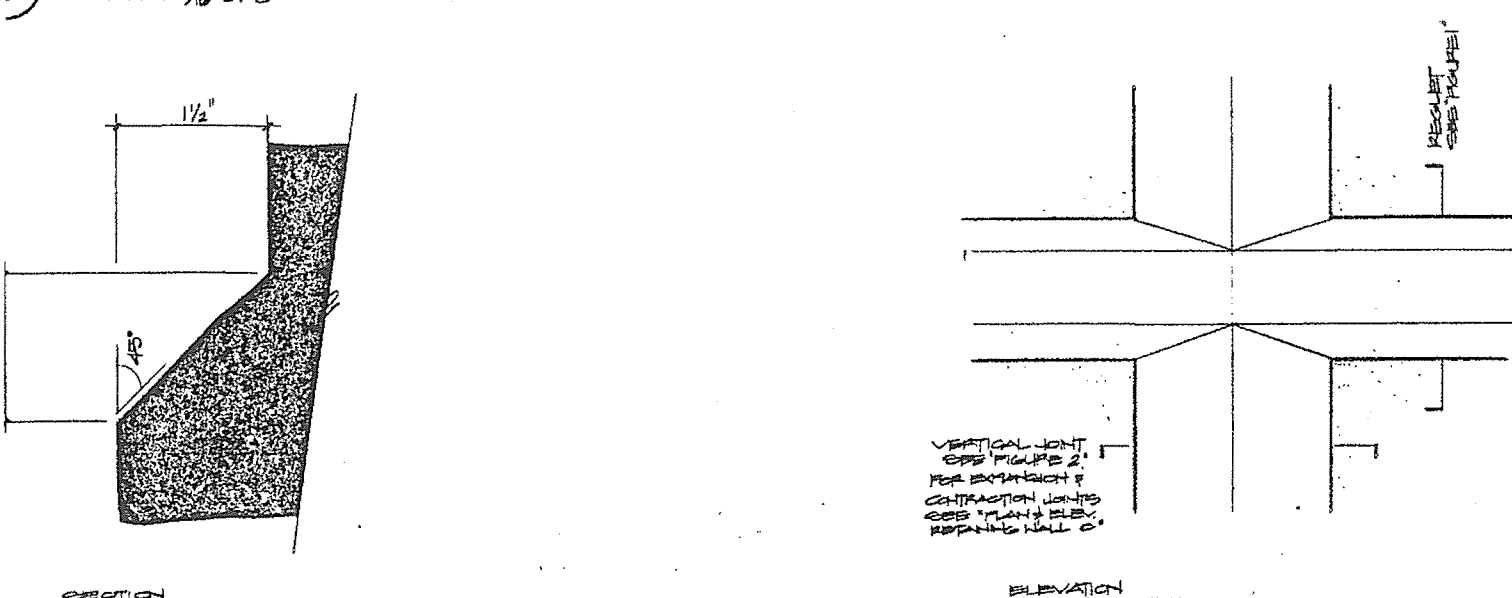 1½"
45°
SECTION
REGLET
SEE "FIGURE 1"
VERTICAL JOINT
SEE "FIGURE 2"
FOR EXPANSION &
CONTRACTION JOINTS
SEE "PLAN & ELEV.
RETAINING WALL C"
ELEVATION